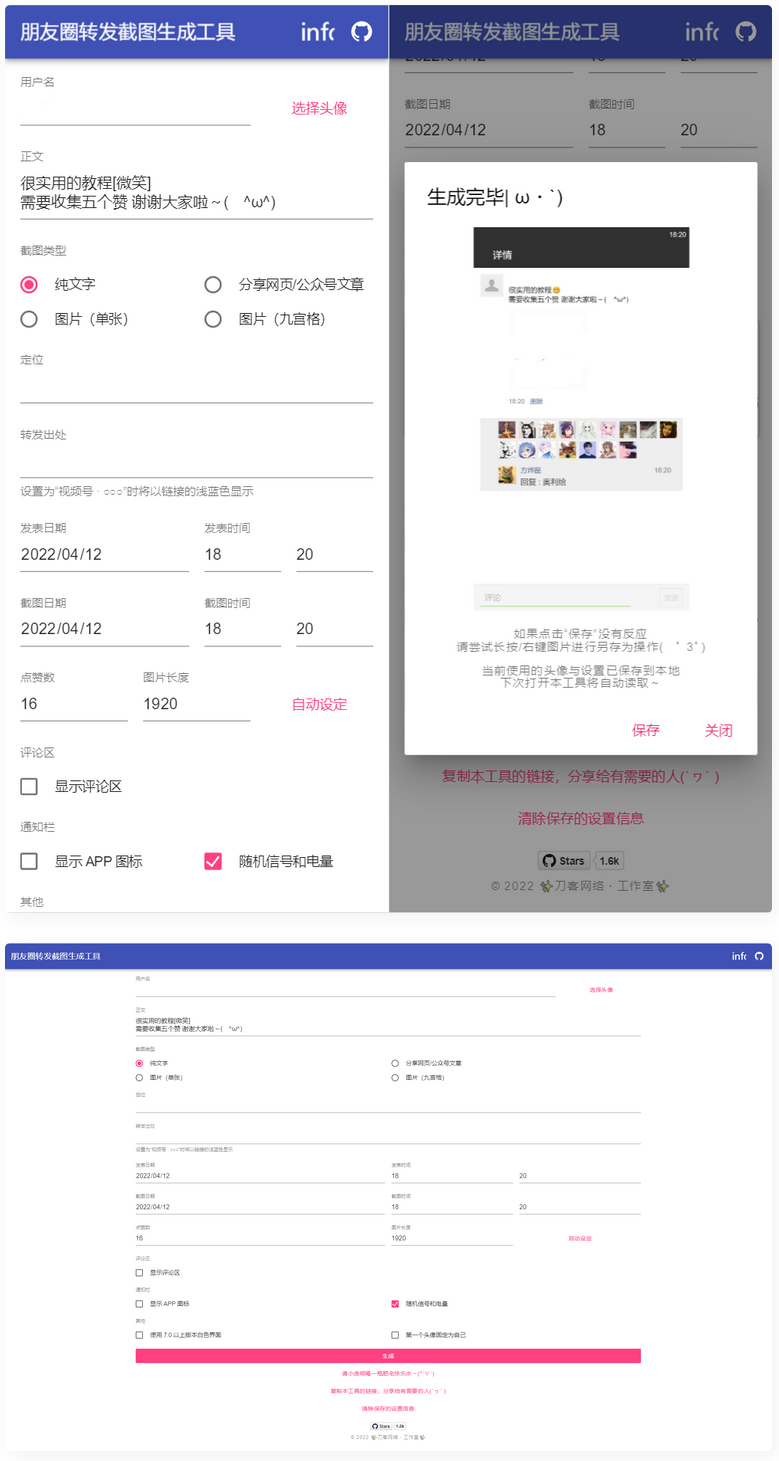 朋友圈转发截图生成工具 info
用户名
选择头像
正文
很实用的教程[微笑]
需要收集五个赞 谢谢大家啦～( ^ω^)
截图类型
纯文字 分享网页/公众号文章
图片（单张） 图片（九宫格）
定位
转发出处
设置为“视频号 · ○○○”时将以链接的浅蓝色显示
发表日期 发表时间
2022/04/12 18 20
截图日期 截图时间
2022/04/12 18 20
点赞数 图片长度
16 1920 自动设定
评论区
显示评论区
通知栏
显示 APP 图标 随机信号和电量
其他
朋友圈转发截图生成工具 info
2022/04/12 18 20
截图日期 截图时间
2022/04/12 18 20
生成完毕| ω・`)
18:20
详情
很实用的教程
需要收集五个赞 谢谢大家啦～( ^ω^)
18:20 删除
18:20
回复 : 奥利给
评论
发送
如果点击“保存”没有反应
请尝试长按/右键图片进行另存为操作( ゚ 3゚)
当前使用的头像与设置已保存到本地
下次打开本工具将自动读取～
保存 关闭
复制本工具的链接，分享给有需要的人(`ヮ´ )
清除保存的设置信息
Stars 1.6k
© 2022 刀客网络・工作室
朋友圈转发截图生成工具 info
用户名
选择头像
正文
很实用的教程[微笑]
需要收集五个赞 谢谢大家啦～( ^ω^)
截图类型
纯文字 分享网页/公众号文章
图片（单张） 图片（九宫格）
定位
转发出处
设置为“视频号 · ○○○”时将以链接的浅蓝色显示
发表日期 发表时间
2022/04/12 18 20
截图日期 截图时间
2022/04/12 18 20
点赞数 图片长度
16 1920 自动设定
评论区
显示评论区
通知栏
显示 APP 图标 随机信号和电量
其他
使用 7.0 以上版本白色界面 第一个头像固定为自己
生成
请小透明喝一瓶肥宅快乐水～(*´∀`)
复制本工具的链接，分享给有需要的人(`ヮ´ )
清除保存的设置信息
Stars 1.6k
© 2022 刀客网络・工作室